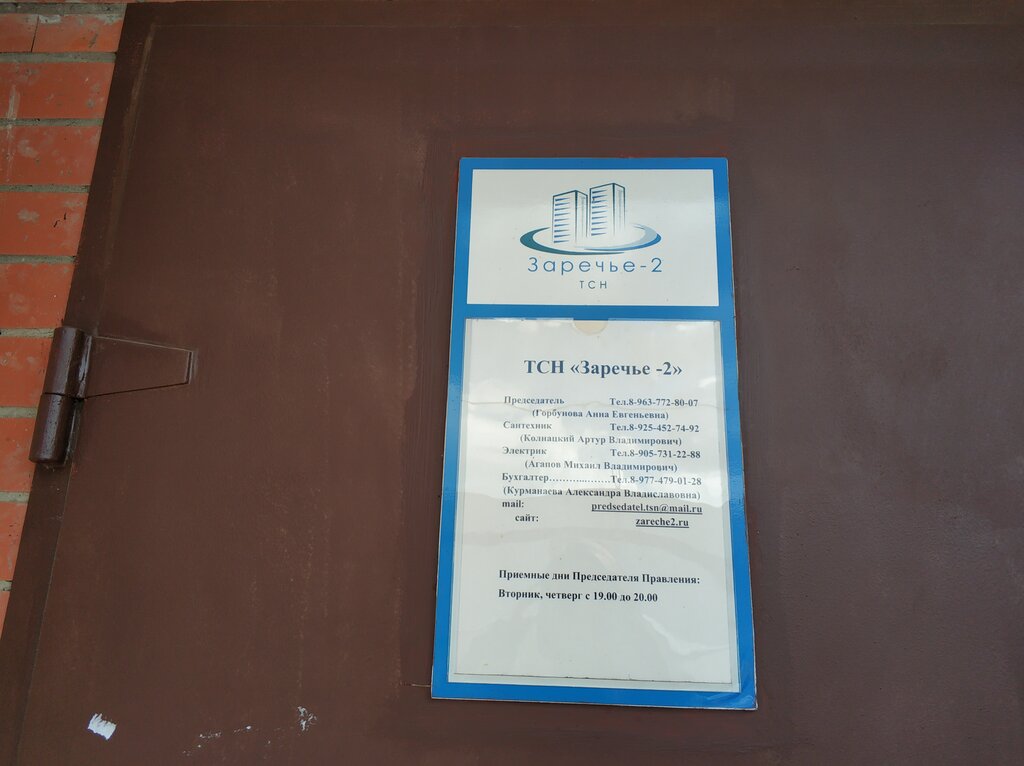 Заречье-2
ТСН
ТСН «Заречье -2»
Председатель Тел.8-963-772-80-07
(Горбунова Анна Евгеньевна)
Сантехник Тел.8-925-452-74-92
(Колнацкий Артур Владимирович)
Электрик Тел.8-905-731-22-88
(Агапов Михаил Владимирович)
Бухгалтер………...…….Тел.8-977-479-01-28
(Курманаева Александра Владиславовна)
mail: predsedatel.tsn@mail.ru
сайт: zareche2.ru
Приемные дни Председателя Правления:
Вторник, четверг с 19.00 до 20.00